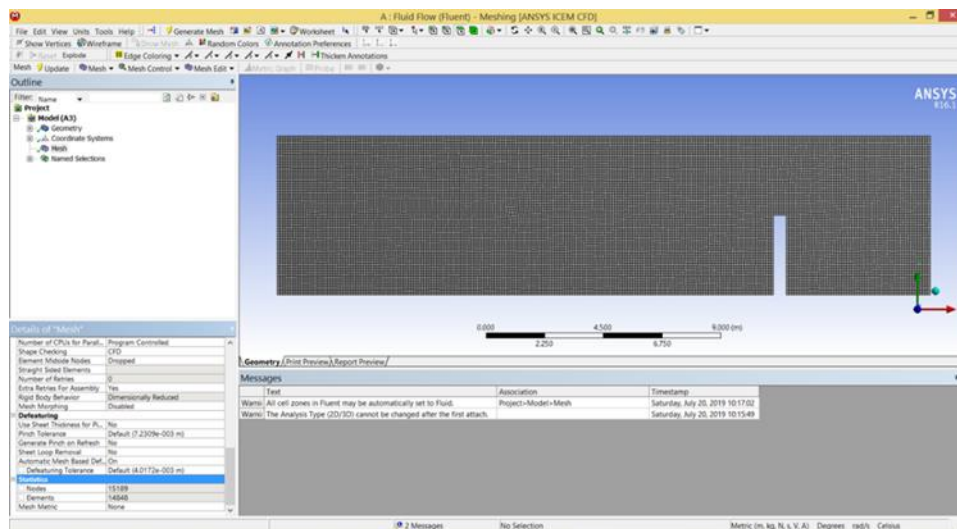 A : Fluid Flow (Fluent) - Meshing [ANSYS ICEM CFD]
File Edit View Units Tools Help Generate Mesh Worksheet
Show Vertices Wireframe Show Mesh Random Colors Annotation Preferences
Reset Explode Edge Coloring Thicken Annotations
Mesh Update Mesh Mesh Control Mesh Edit Metric Graph Probe
Outline
Filter: Name
Project
Model (A3)
Geometry
Coordinate Systems
Mesh
Named Selections
ANSYS
R16.1
0.000 4.500 9.000 (m)
2.250 6.750
Geometry Print Preview Report Preview
Details of "Mesh"
Number of CPUs for Parall... Program Controlled
Shape Checking CFD
Element Midside Nodes Dropped
Straight Sided Elements
Number of Retries 0
Extra Retries For Assembly Yes
Rigid Body Behavior Dimensionally Reduced
Mesh Morphing Disabled
Defeaturing
Use Sheet Thickness for Pi... No
Pinch Tolerance Default (7.2309e-003 m)
Generate Pinch on Refresh No
Sheet Loop Removal No
Automatic Mesh Based Def... On
Defeaturing Tolerance Default (4.0172e-003 m)
Statistics
Nodes 15189
Elements 14848
Mesh Metric None
Messages
Text Association Timestamp
Warni All cell zones in Fluent may be automatically set to Fluid. Project>Model>Mesh Saturday, July 20, 2019 10:17:02
Warni The Analysis Type (2D/3D) cannot be changed after the first attach. Saturday, July 20, 2019 10:15:49
2 Messages No Selection Metric (m, kg, N, s, V, A) Degrees rad/s Celsius